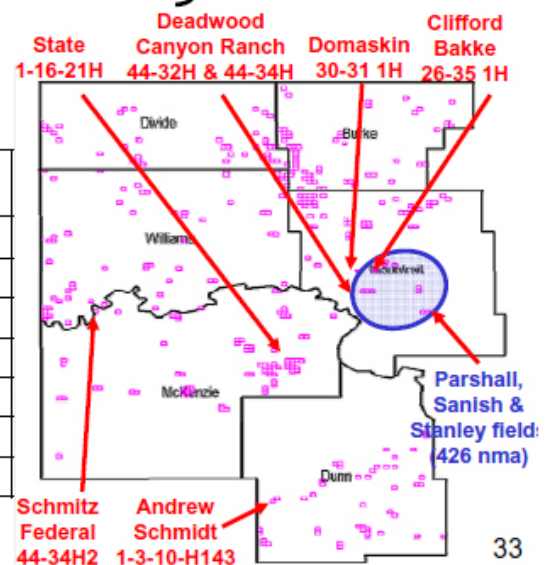 State
1-16-21H
Deadwood
Canyon Ranch
44-32H & 44-34H
Domaskin
30-31 1H
Clifford
Bakke
26-35 1H
Divide
Burke
Williams
Mountrail
McKenzie
Dunn
Parshall,
Sanish &
Stanley fields
(426 nma)
Schmitz
Federal
44-34H2
Andrew
Schmidt
1-3-10-H143
33